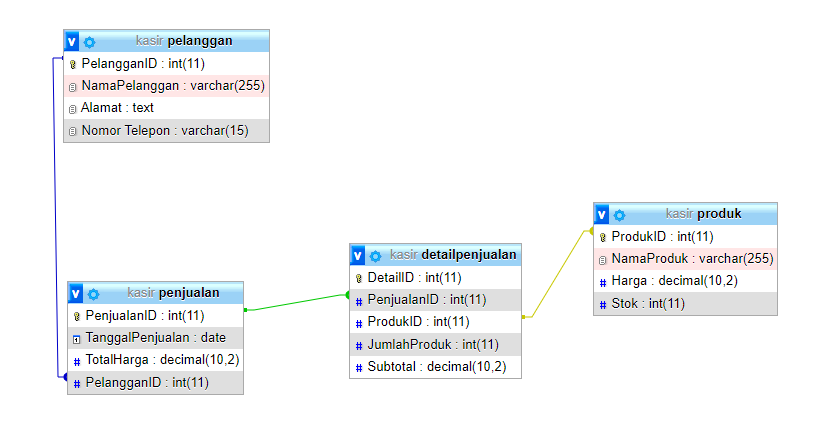 kasir pelanggan
PelangganID : int(11)
NamaPelanggan : varchar(255)
Alamat : text
Nomor Telepon : varchar(15)
kasir penjualan
PenjualanID : int(11)
TanggalPenjualan : date
TotalHarga : decimal(10,2)
PelangganID : int(11)
kasir detailpenjualan
DetailID : int(11)
PenjualanID : int(11)
ProdukID : int(11)
JumlahProduk : int(11)
Subtotal : decimal(10,2)
kasir produk
ProdukID : int(11)
NamaProduk : varchar(255)
Harga : decimal(10,2)
Stok : int(11)